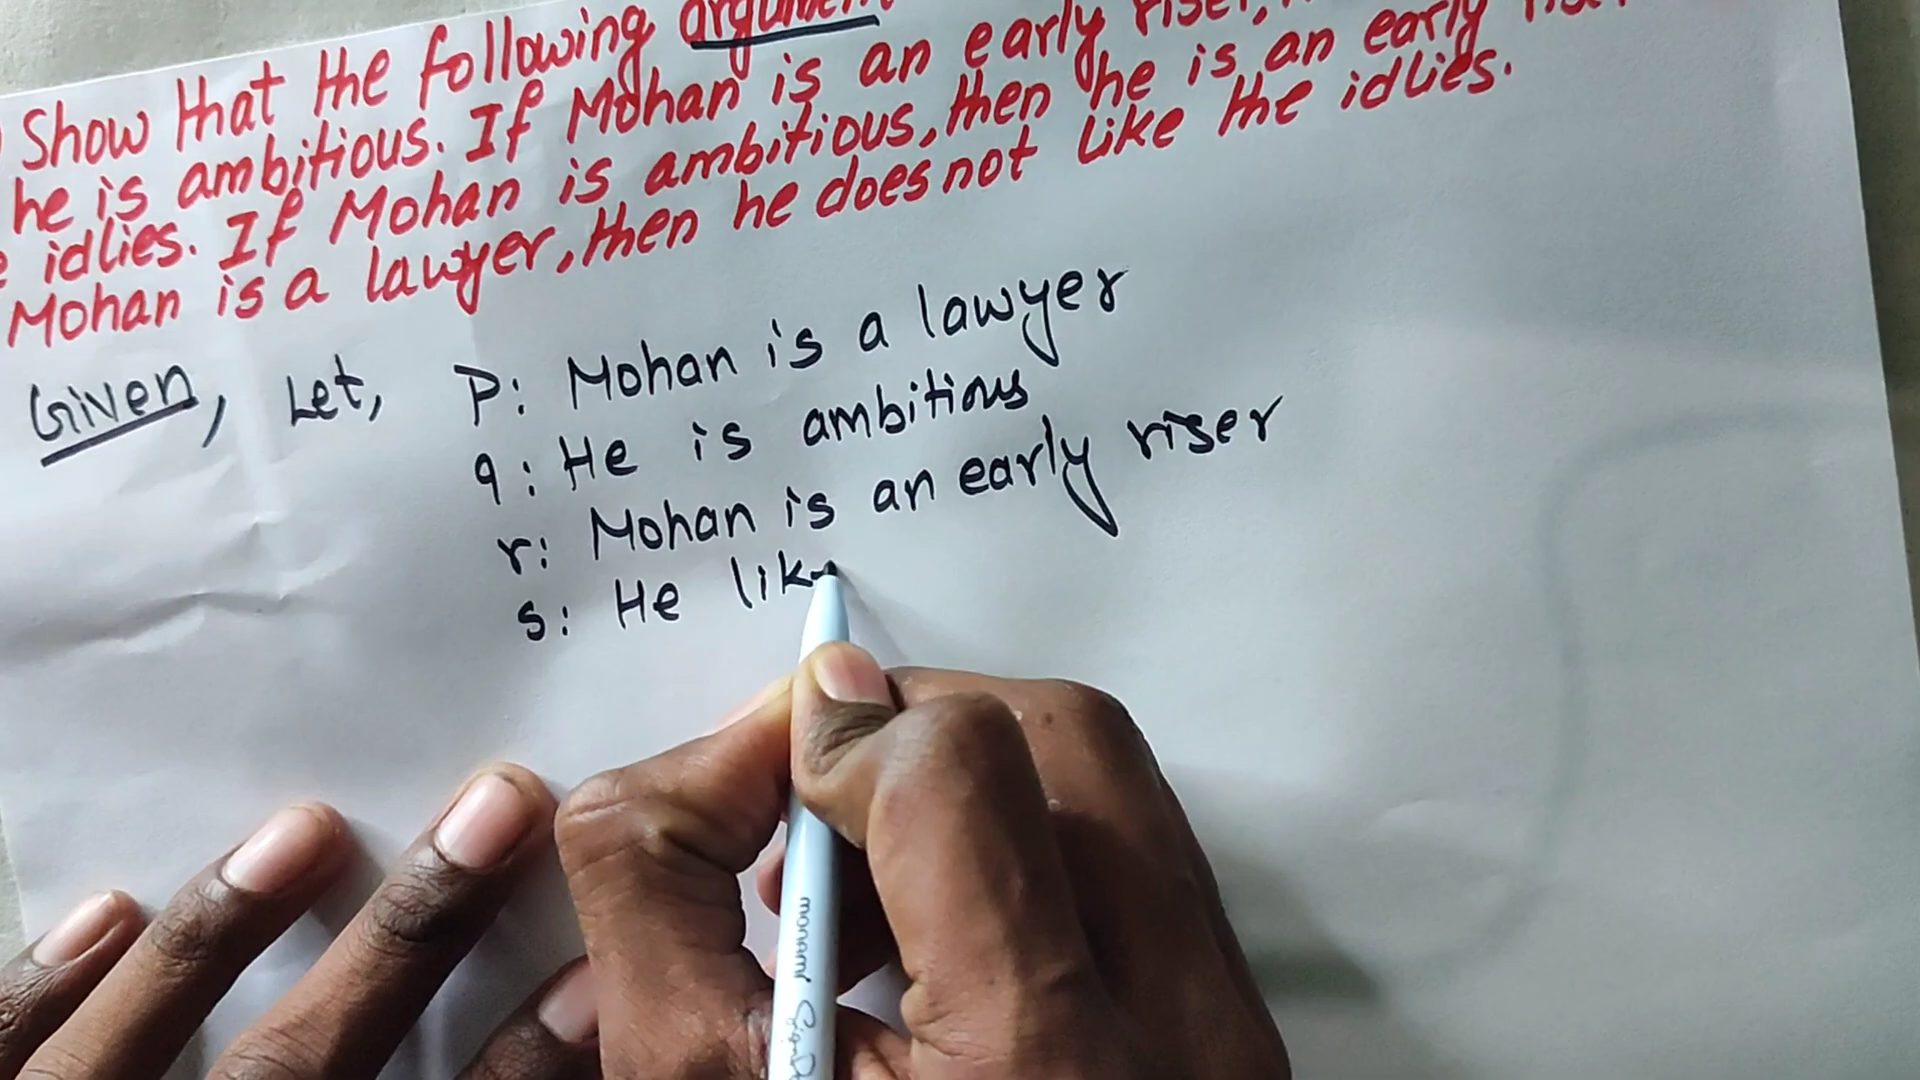 Show that the following argument
he is ambitious. If Mohan is an early riser,
idlies. If Mohan is ambitious, then he is an early
Mohan is a lawyer, then he does not like the idlies.
Given, Let, P: Mohan is a lawyer
q: He is ambitious
r: Mohan is an early riser
s: He lik
monami